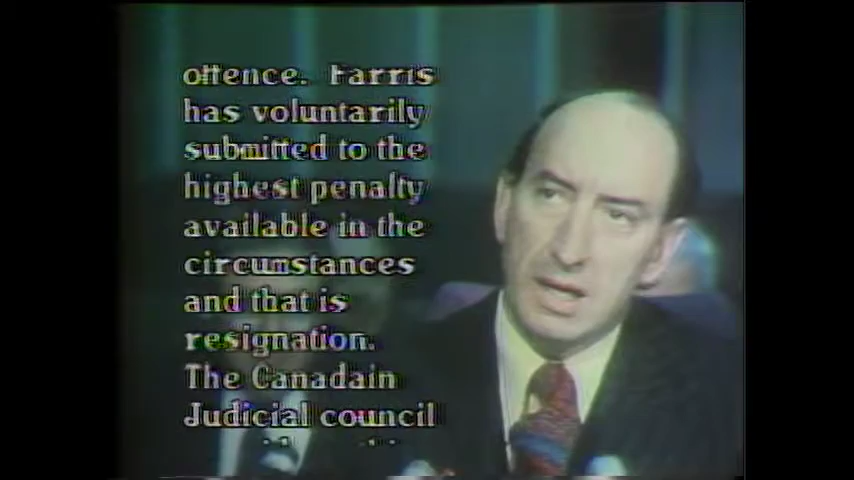 offence. Farris
has voluntarily
submitted to the
highest penalty
available in the
circumstances
and that is
resignation.
The Canadain
Judicial council